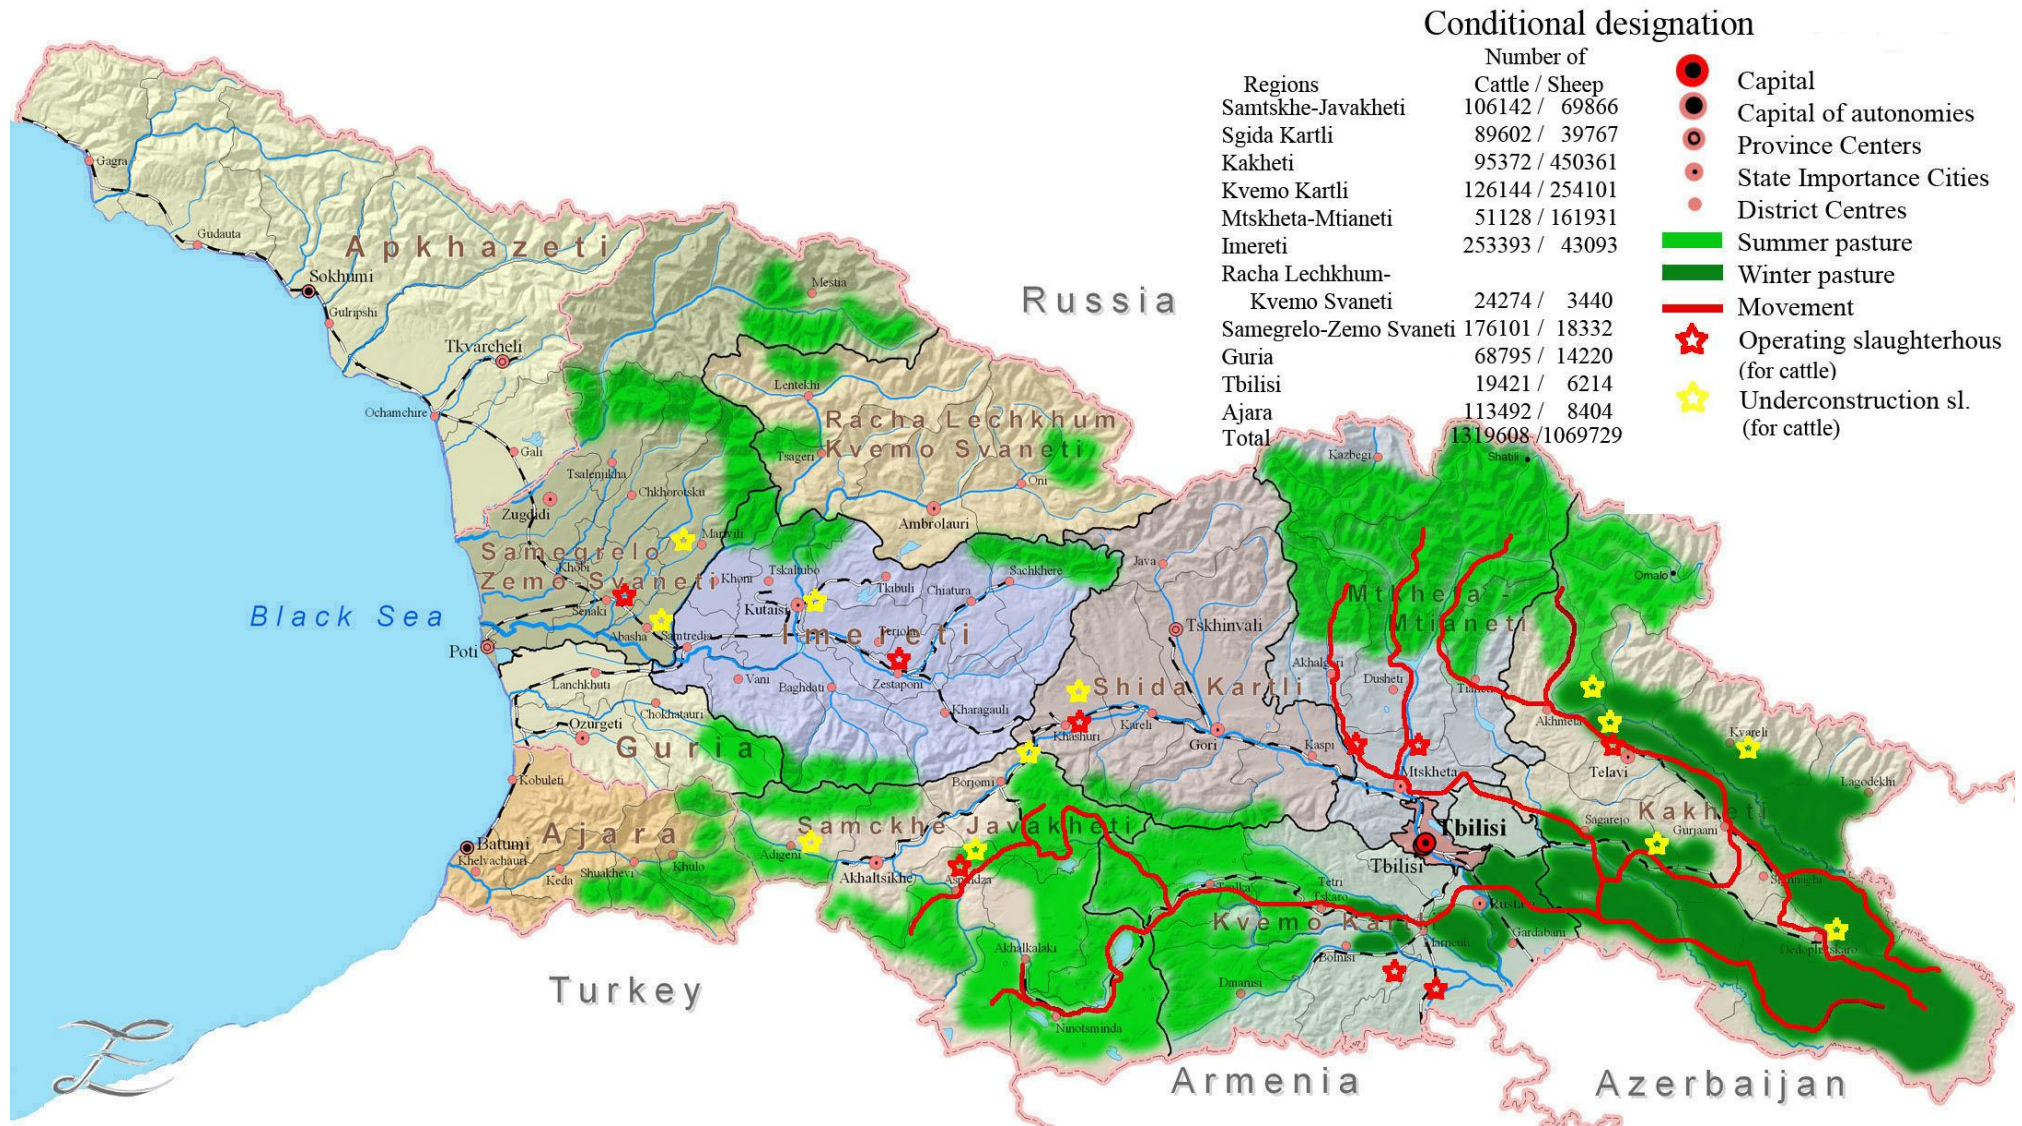 Conditional designation
Number of
Regions Cattle / Sheep
Samtskhe-Javakheti 106142 / 69866
Sgida Kartli 89602 / 39767
Kakheti 95372 / 450361
Kvemo Kartli 126144 / 254101
Mtskheta-Mtianeti 51128 / 161931
Imereti 253393 / 43093
Racha Lechkhum-
Kvemo Svaneti 24274 / 3440
Samegrelo-Zemo Svaneti 176101 / 18332
Guria 68795 / 14220
Tbilisi 19421 / 6214
Ajara 113492 / 8404
Total 1319608 /1069729
Capital
Capital of autonomies
Province Centers
State Importance Cities
District Centres
Summer pasture
Winter pasture
Movement
Operating slaughterhous
(for cattle)
Underconstruction sl.
(for cattle)
Gagra
Gudauta
Apkhazeti
Sokhumi
Gulripshi
Tkvarcheli
Ochamchire
Gali
Mestia
Russia
Lentekhi
Racha Lechkhum
Kvemo Svaneti
Tsageri
Oni
Ambrolauri
Tsalenjikha
Chkhorotsku
Zugdidi
Martvili
Samegrelo
Zemo-Svaneti
Khobi
Senaki
Abasha
Samtredia
Poti
Black Sea
Khoni
Tskaltubo
Tkibuli
Chiatura
Sachkhere
Kutaisi
Imereti
Terjola
Zestaponi
Vani
Baghdati
Kharagauli
Java
Tskhinvali
Shida Kartli
Khashuri
Kareli
Gori
Kaspi
Kazbegi
Shatili
Omalo
Mtkheta -
Mtianeti
Akhalgori
Dusheti
Tianeti
Mtskheta
Akhmeta
Telavi
Kvareli
Lagodekhi
Kakheti
Sagarejo
Gurjaani
Signnaghi
Dedoplistskaro
Lanchkhuti
Ozurgeti
Chokhatauri
Guria
Kobuleti
Ajara
Batumi
Khelvachauri
Keda
Shuakhevi
Khulo
Borjomi
Samckhe Javakheti
Adigeni
Akhaltsikhe
Aspindza
Akhalkalaki
Ninotsminda
Tbilisi
Tbilisi
Tsalka
Tetri
Tskaro
Kvemo Kartli
Rustavi
Marneuli
Gardabani
Bolnisi
Dmanisi
Turkey
Armenia
Azerbaijan